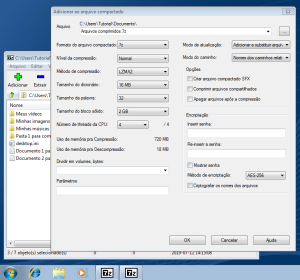 Adicionar ao arquivo compactado
Arquivo
C:\Users\Tutorial\Documents\
Arquivos comprimidos.7z
Formato do arquivo compactado:
7z
Nível da compressão:
Normal
Método de compressão:
LZMA2
Tamanho do dicionário:
16 MB
Tamanho da palavra:
32
Tamanho do bloco sólido:
2 GB
Número de threads da CPU:
4
/ 4
Uso de memória pra Compressão:
720 MB
Uso de memória pra Descompressão:
18 MB
Dividir em volumes, bytes:
Parâmetros:
Modo de atualização:
Adicionar e substituir arquiv
Modo do caminho:
Nomes dos caminhos relati
Opções
Criar arquivo compactado SFX
Comprimir arquivos compartilhados
Apagar arquivos após a compressão
Encriptação
Inserir senha:
Re-inserir a senha:
Mostrar senha
Método de encriptação:
AES-256
Criptografar os nomes dos arquivos
OK
Cancelar
Ajuda
C:\Users\Tutorial
Arquivo
Editar
Adicionar
Extrair
C:\Users\T
Nome
Meus vídeos
Minhas imagens
Minhas músicas
Pasta 1 para com
desktop.ini
Documento 1 pa
Documento 2 par
3 / 7 objeto(s) selecionado(s)
2019-07-12 14:15:08